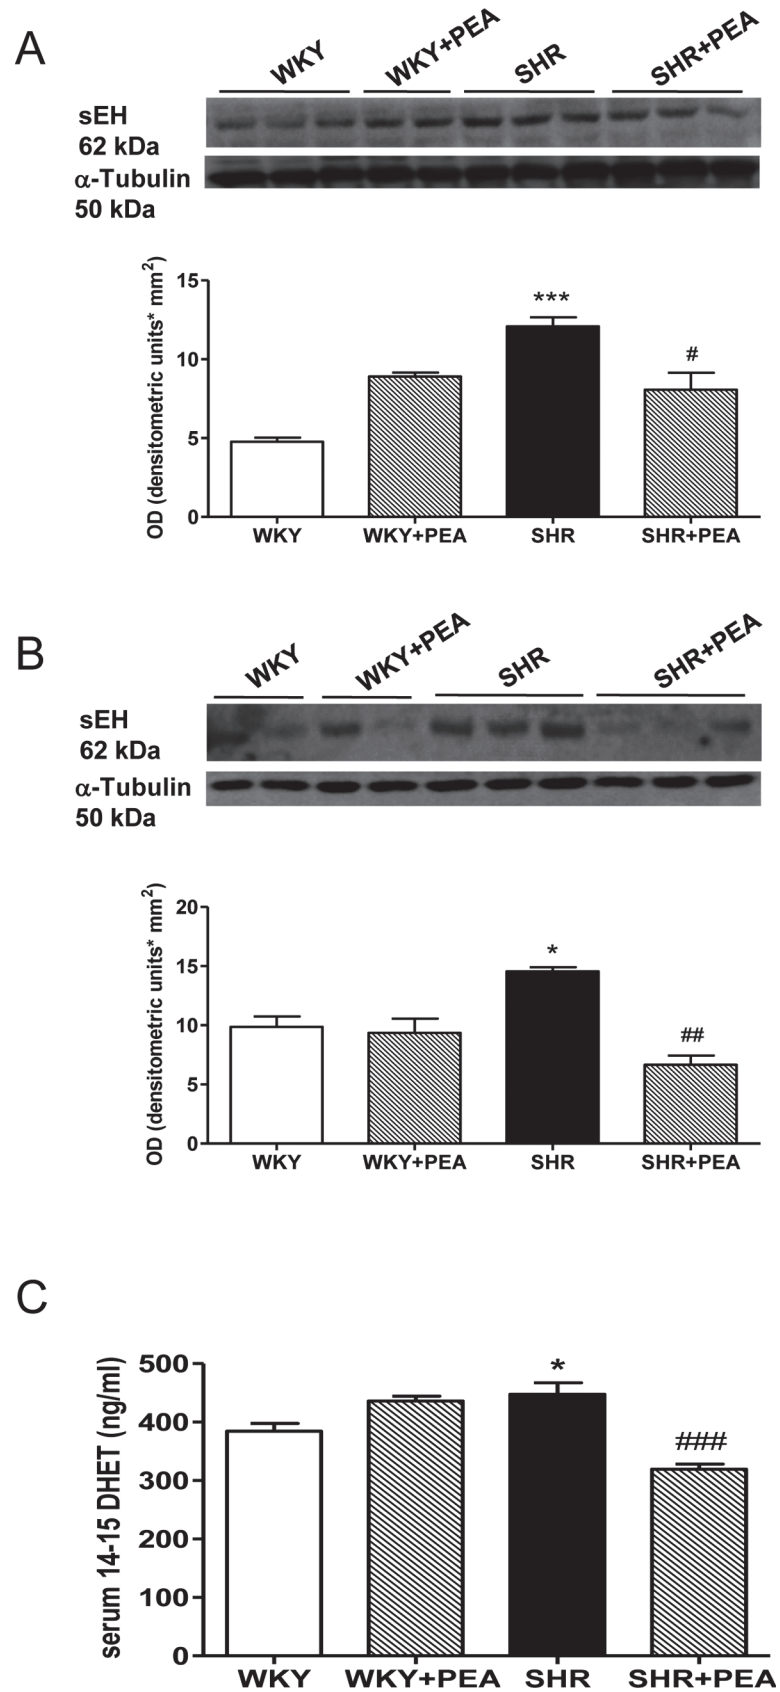 A
WKY WKY+PEA SHR SHR+PEA
sEH
62 kDa
α-Tubulin
50 kDa
OD (densitometric units* mm²)
15
10
5
0
***
#
WKY WKY+PEA SHR SHR+PEA
B
WKY WKY+PEA SHR SHR+PEA
sEH
62 kDa
α-Tubulin
50 kDa
OD (densitometric units* mm²)
20
15
10
5
0
*
##
WKY WKY+PEA SHR SHR+PEA
C
serum 14-15 DHET (ng/ml)
500
400
300
200
100
0
*
###
WKY WKY+PEA SHR SHR+PEA